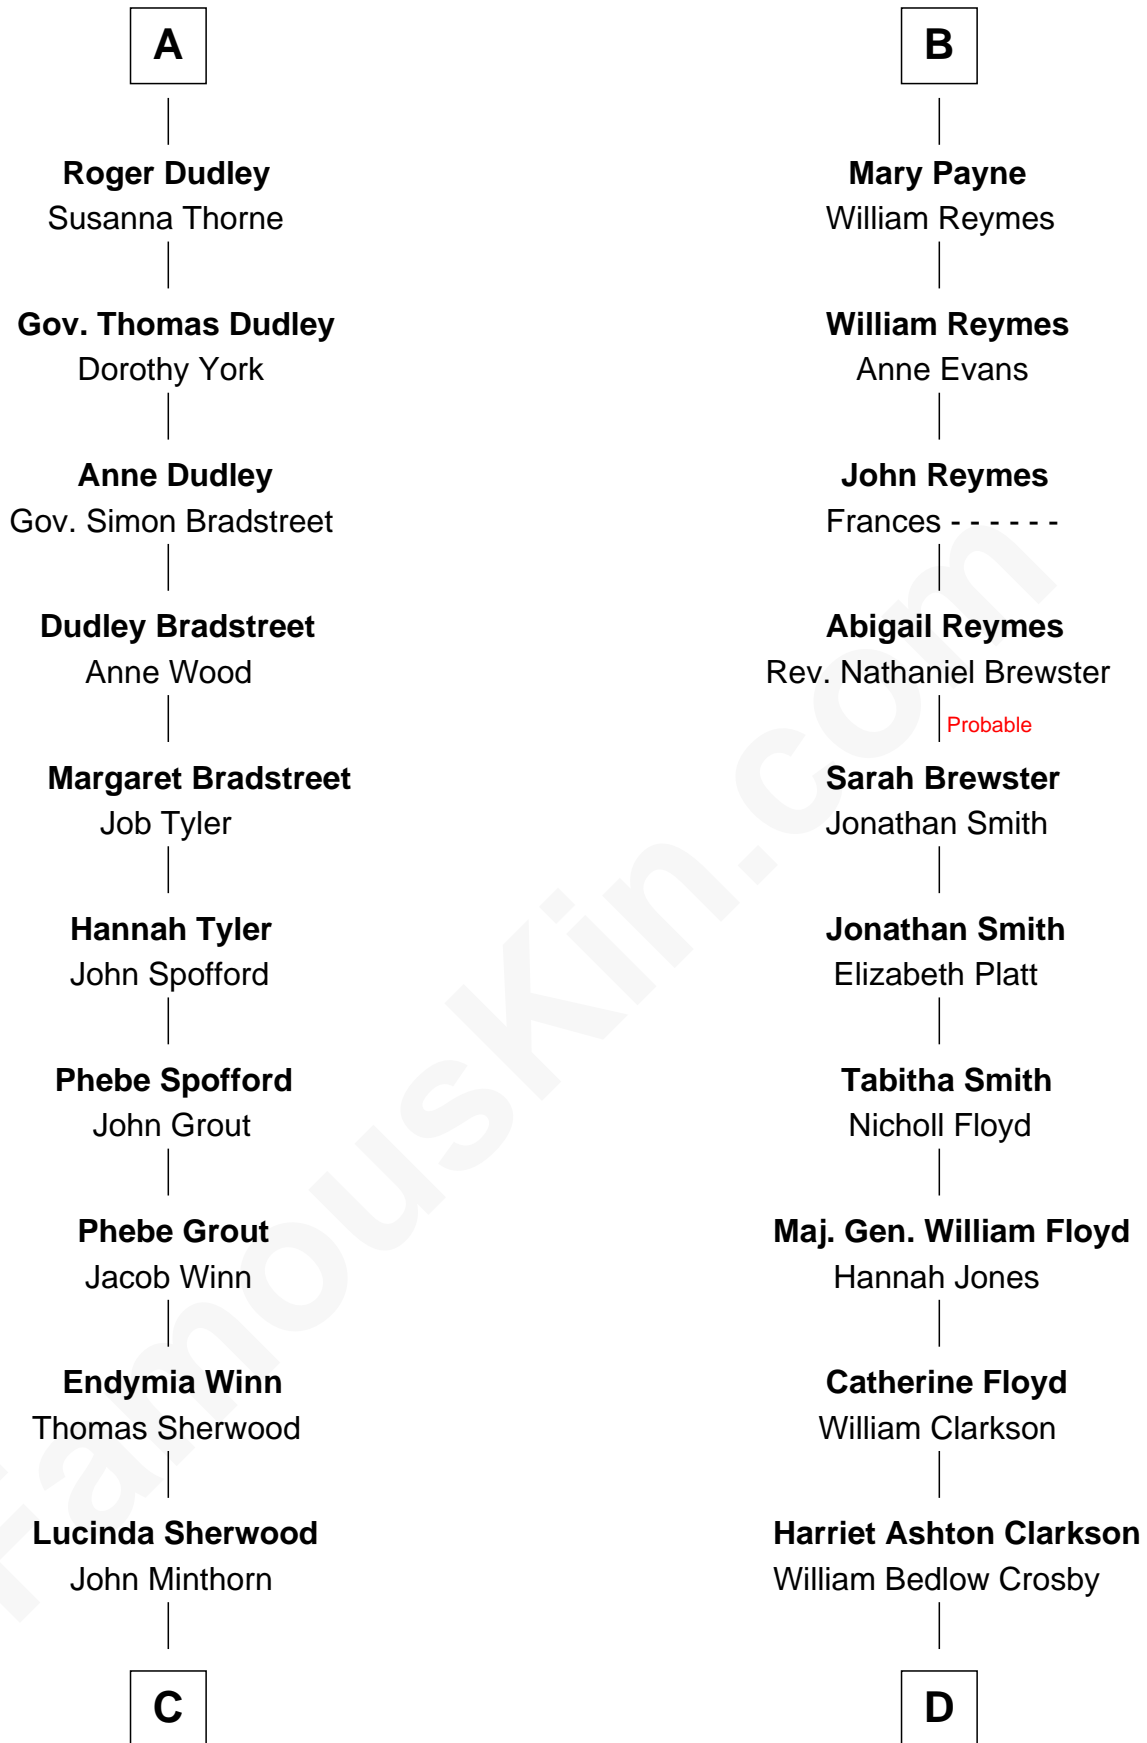 A
Roger Dudley
Susanna Thorne
Gov. Thomas Dudley
Dorothy York
Anne Dudley
Gov. Simon Bradstreet
Dudley Bradstreet
Anne Wood
Margaret Bradstreet
Job Tyler
Hannah Tyler
John Spofford
Phebe Spofford
John Grout
Phebe Grout
Jacob Winn
Endymia Winn
Thomas Sherwood
Lucinda Sherwood
John Minthorn
C
B
Mary Payne
William Reymes
William Reymes
Anne Evans
John Reymes
Frances - - - - - -
Abigail Reymes
Rev. Nathaniel Brewster
Probable
Sarah Brewster
Jonathan Smith
Jonathan Smith
Elizabeth Platt
Tabitha Smith
Nicholl Floyd
Maj. Gen. William Floyd
Hannah Jones
Catherine Floyd
William Clarkson
Harriet Ashton Clarkson
William Bedlow Crosby
D
FamousKin.com